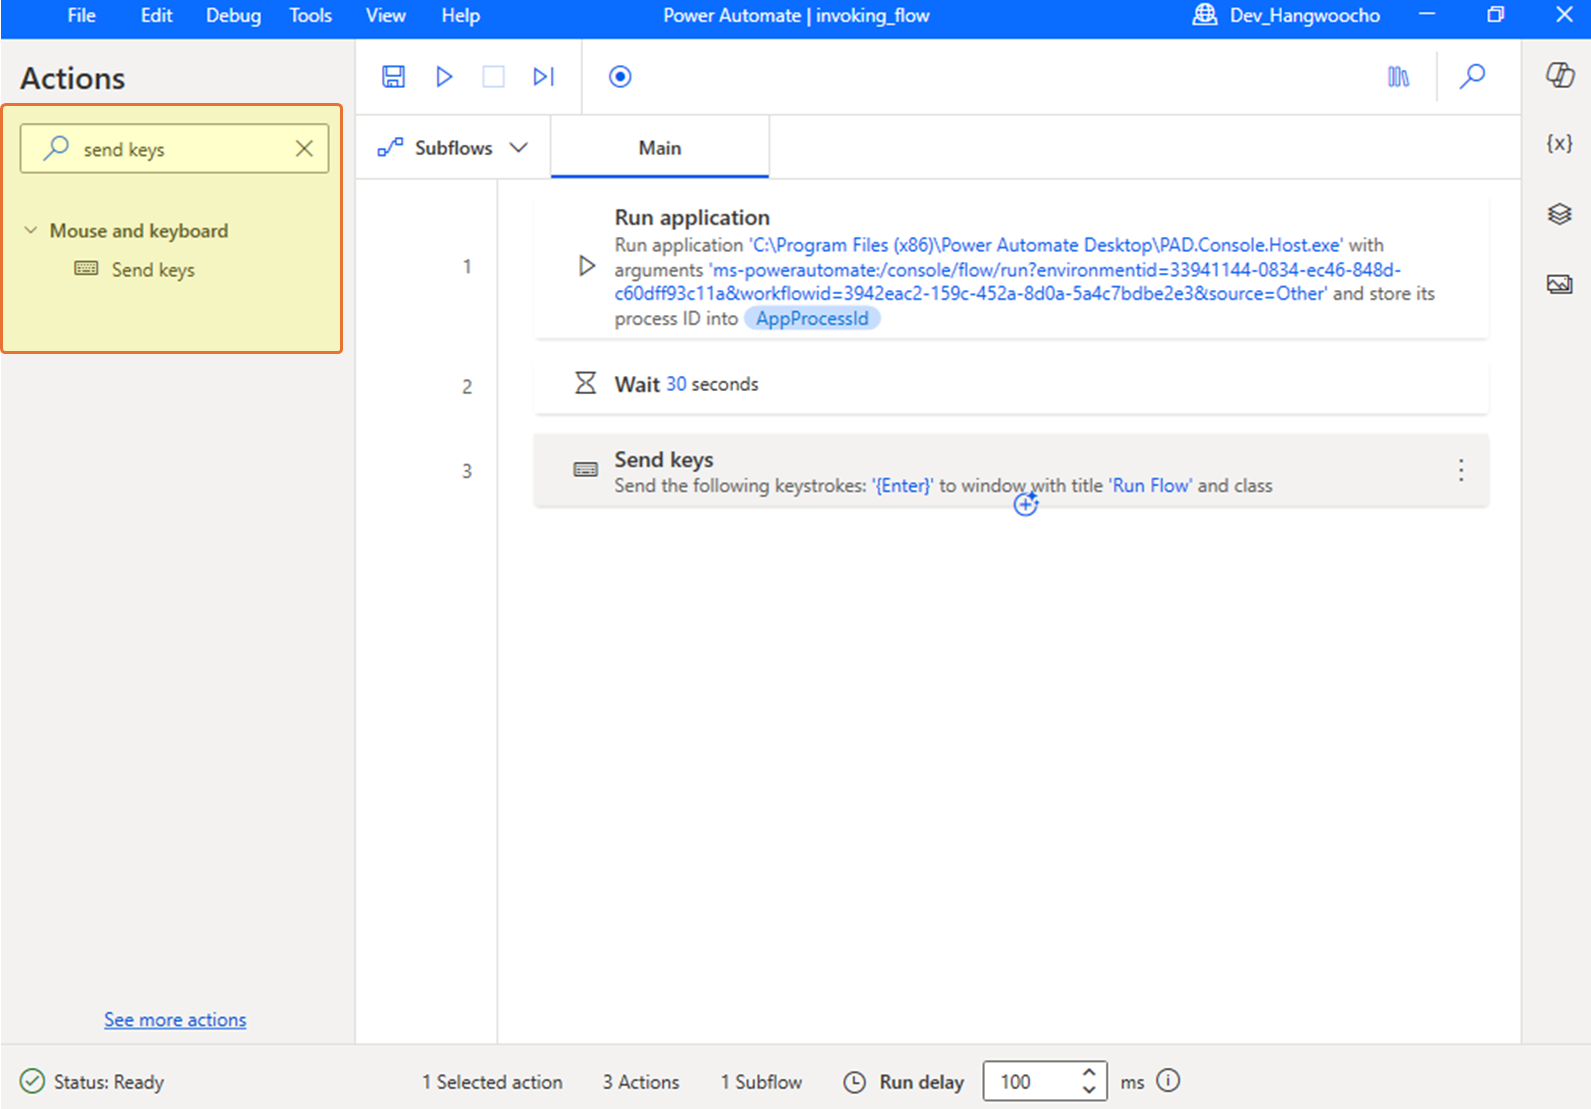 File Edit Debug Tools View Help Power Automate | invoking_flow Dev_Hangwoocho
Actions
send keys
Mouse and keyboard
Send keys
See more actions
Subflows Main
1
Run application
Run application 'C:\Program Files (x86)\Power Automate Desktop\PAD.Console.Host.exe' with
arguments 'ms-powerautomate:/console/flow/run?environmentid=33941144-0834-ec46-848d-
c60dff93c11a&workflowid=3942eac2-159c-452a-8d0a-5a4c7bdbe2e3&source=Other' and store its
process ID into AppProcessId
2
Wait 30 seconds
3
Send keys
Send the following keystrokes: '{Enter}' to window with title 'Run Flow' and class
{x}
Status: Ready 1 Selected action 3 Actions 1 Subflow Run delay 100 ms